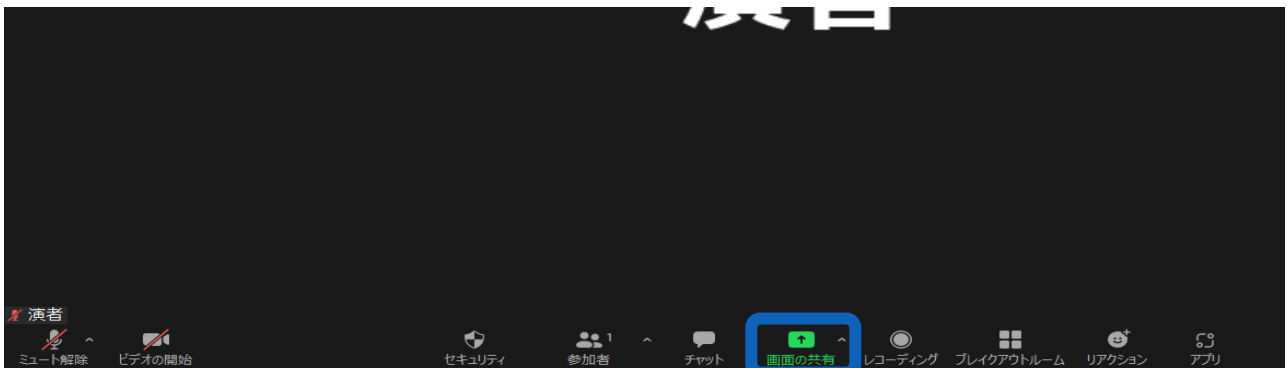 演者
演者
1
ミュート解除 ビデオの開始 セキュリティ 参加者 チャット 画面の共有 レコーディング ブレイクアウトルーム リアクション アプリ